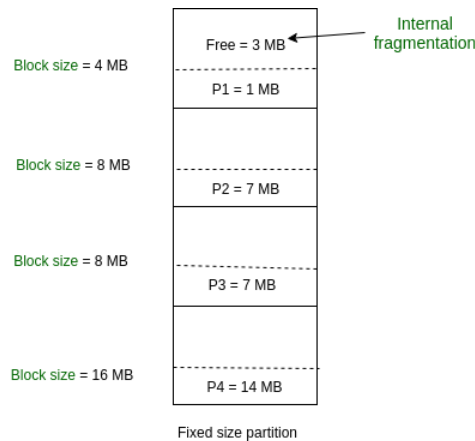 Free = 3 MB
Internal
fragmentation
Block size = 4 MB
P1 = 1 MB
Block size = 8 MB
P2 = 7 MB
Block size = 8 MB
P3 = 7 MB
Block size = 16 MB
P4 = 14 MB
Fixed size partition